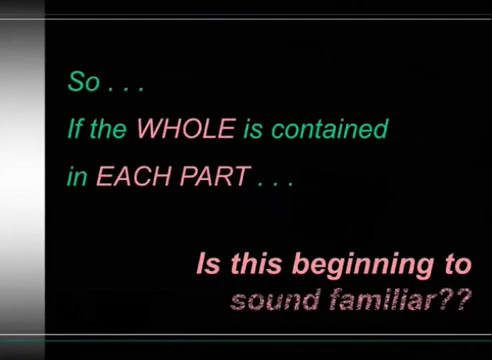 So . . .
If the WHOLE is contained
in EACH PART . . .
Is this beginning to
sound familiar??